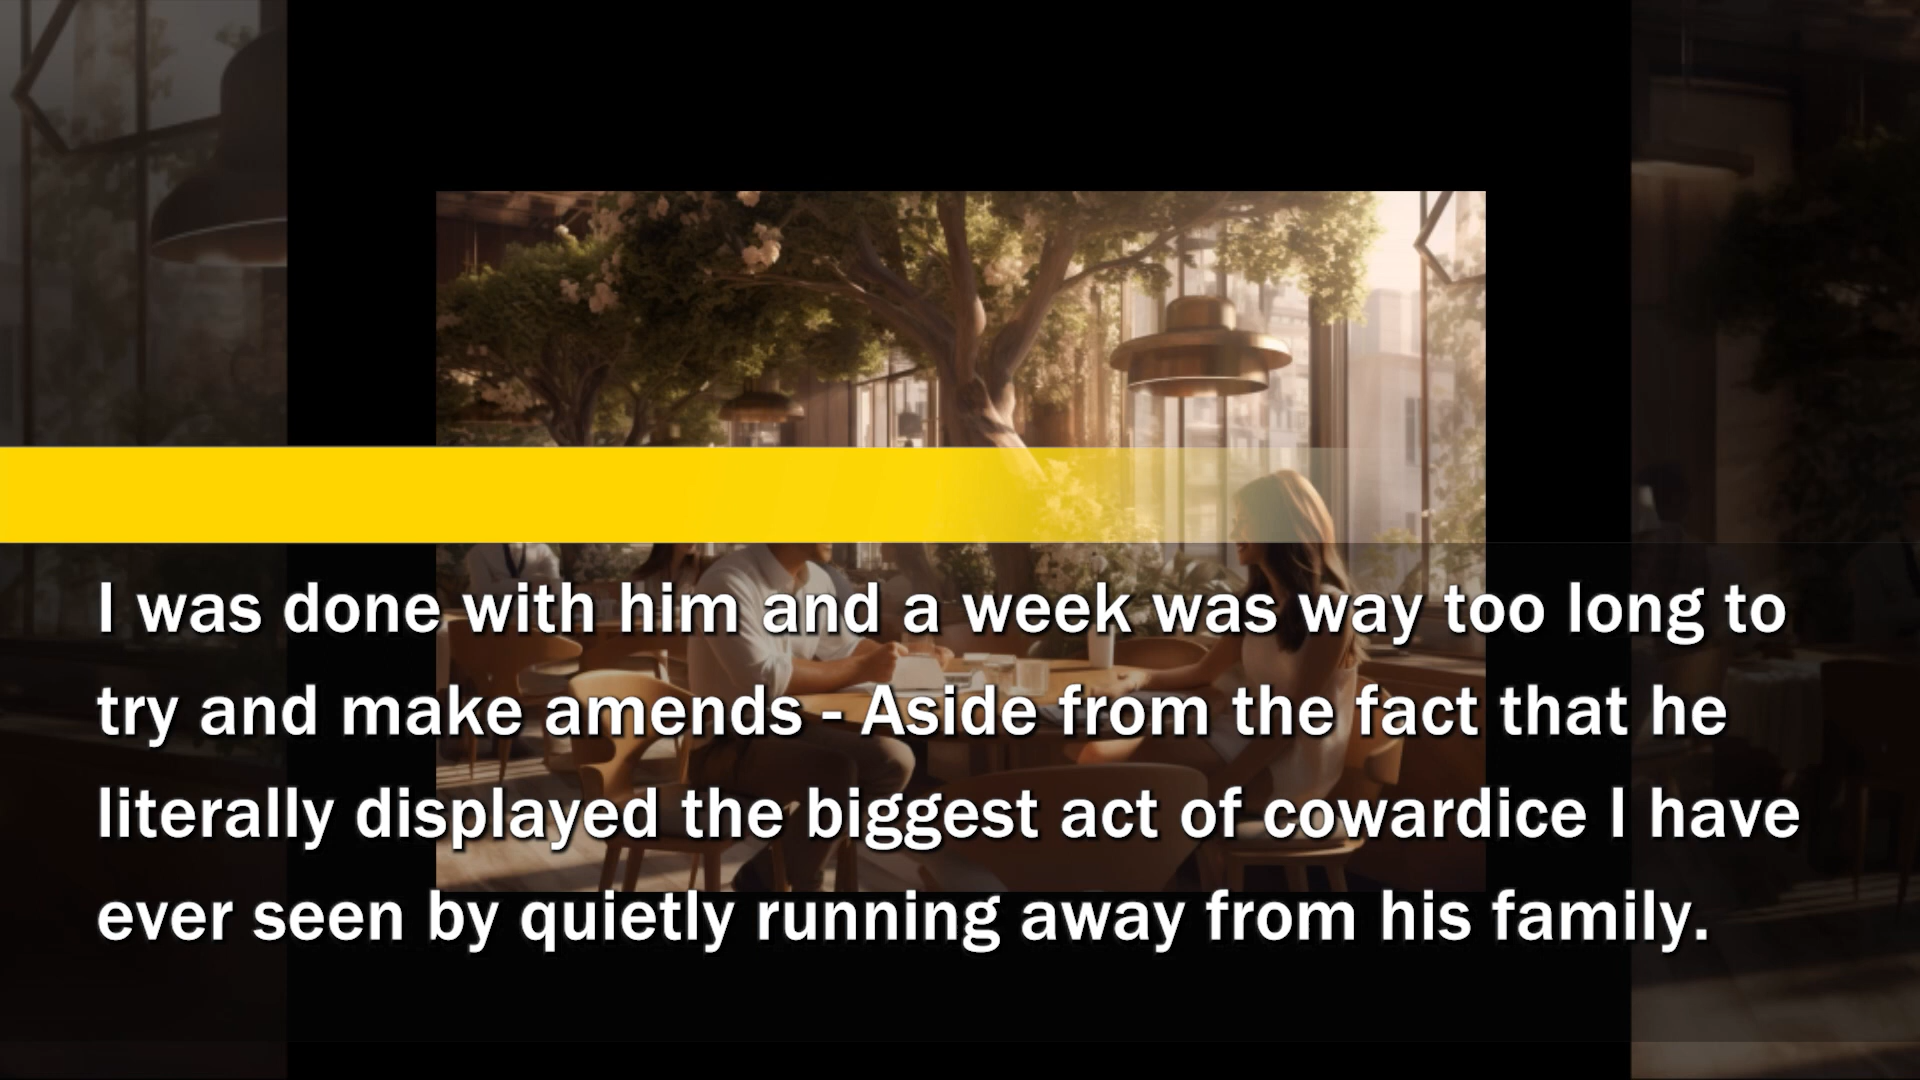 I was done with him and a week was way too long to
try and make amends - Aside from the fact that he
literally displayed the biggest act of cowardice I have
ever seen by quietly running away from his family.